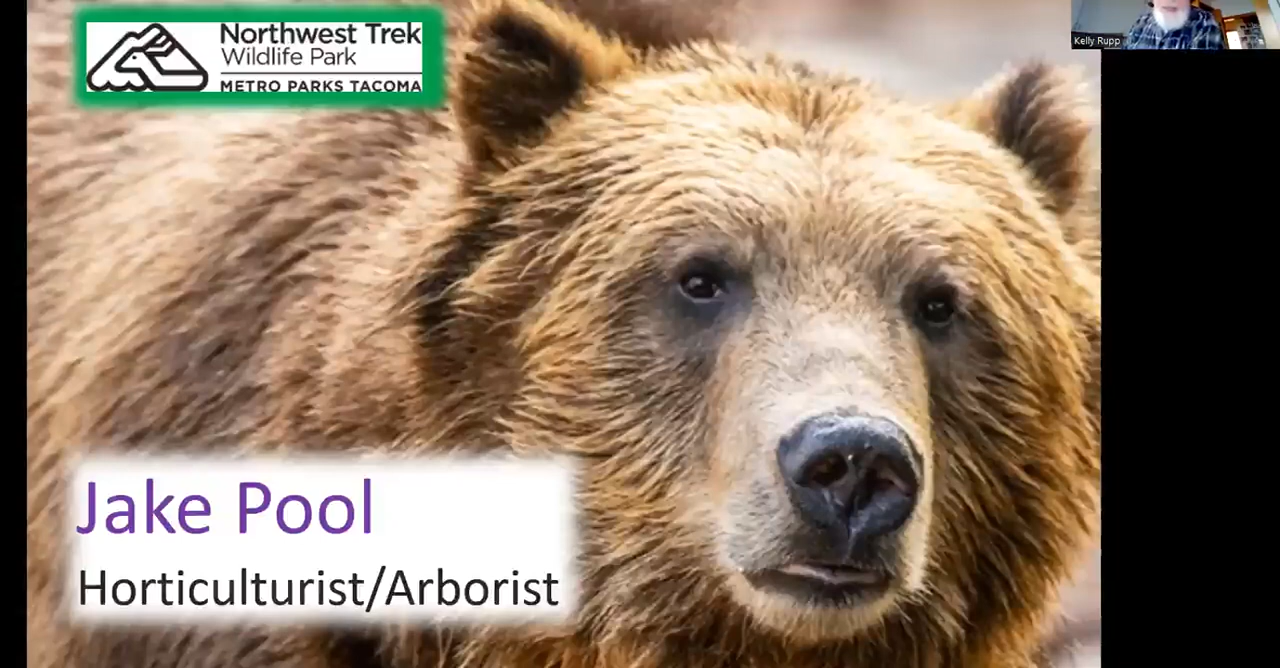 Northwest Trek
Wildlife Park
METRO PARKS TACOMA
Kelly Rupp
Jake Pool
Horticulturist/Arborist